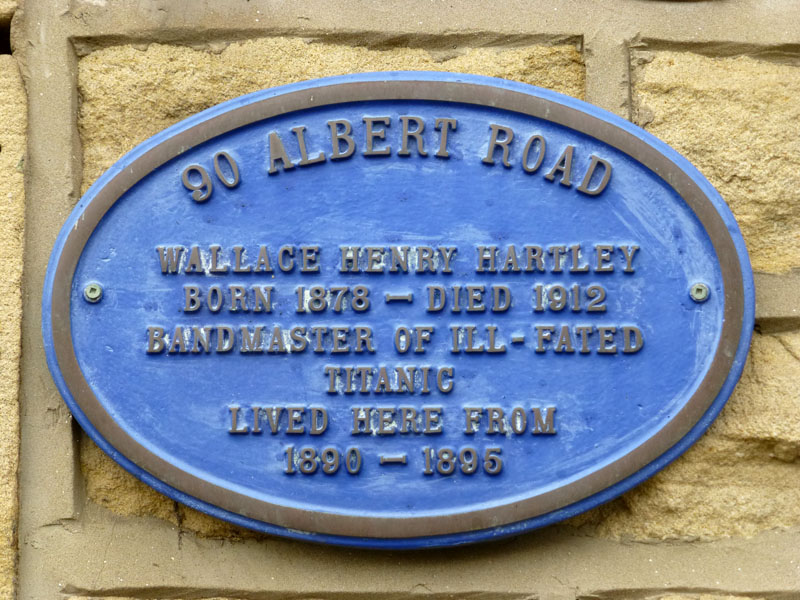 90 ALBERT ROAD
WALLACE HENRY HARTLEY
BORN 1878 – DIED 1912
BANDMASTER OF ILL-FATED
TITANIC
LIVED HERE FROM
1890 – 1895